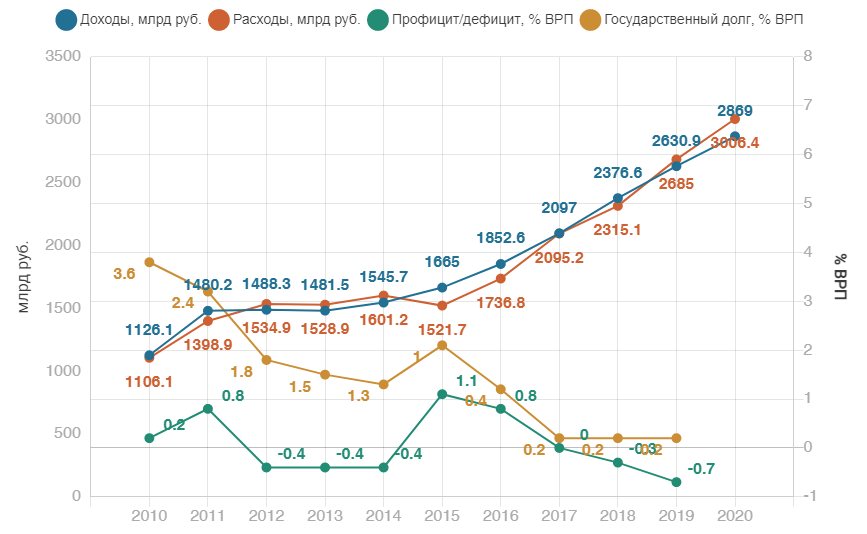 Доходы, млрд руб. Расходы, млрд руб. Профицит/дефицит, % ВРП Государственный долг, % ВРП
3500 8
3000 7
2500 6
2000 5
1500 4
1000 3
500 2
0 1
0
-1
млрд руб.
% ВРП
1126.1 1480.2 1488.3 1481.5 1545.7 1665 1852.6 2097 2376.6 2630.9 2869
1106.1 1398.9 1534.9 1528.9 1601.2 1521.7 1736.8 2095.2 2315.1 2685 3006.4
3.6 2.4 1.8 1.5 1.3 1 0.4 0.2 0.2 0.2
0.2 0.8 -0.4 -0.4 -0.4 1.1 0.8 0 -0.3 -0.7
2010 2011 2012 2013 2014 2015 2016 2017 2018 2019 2020